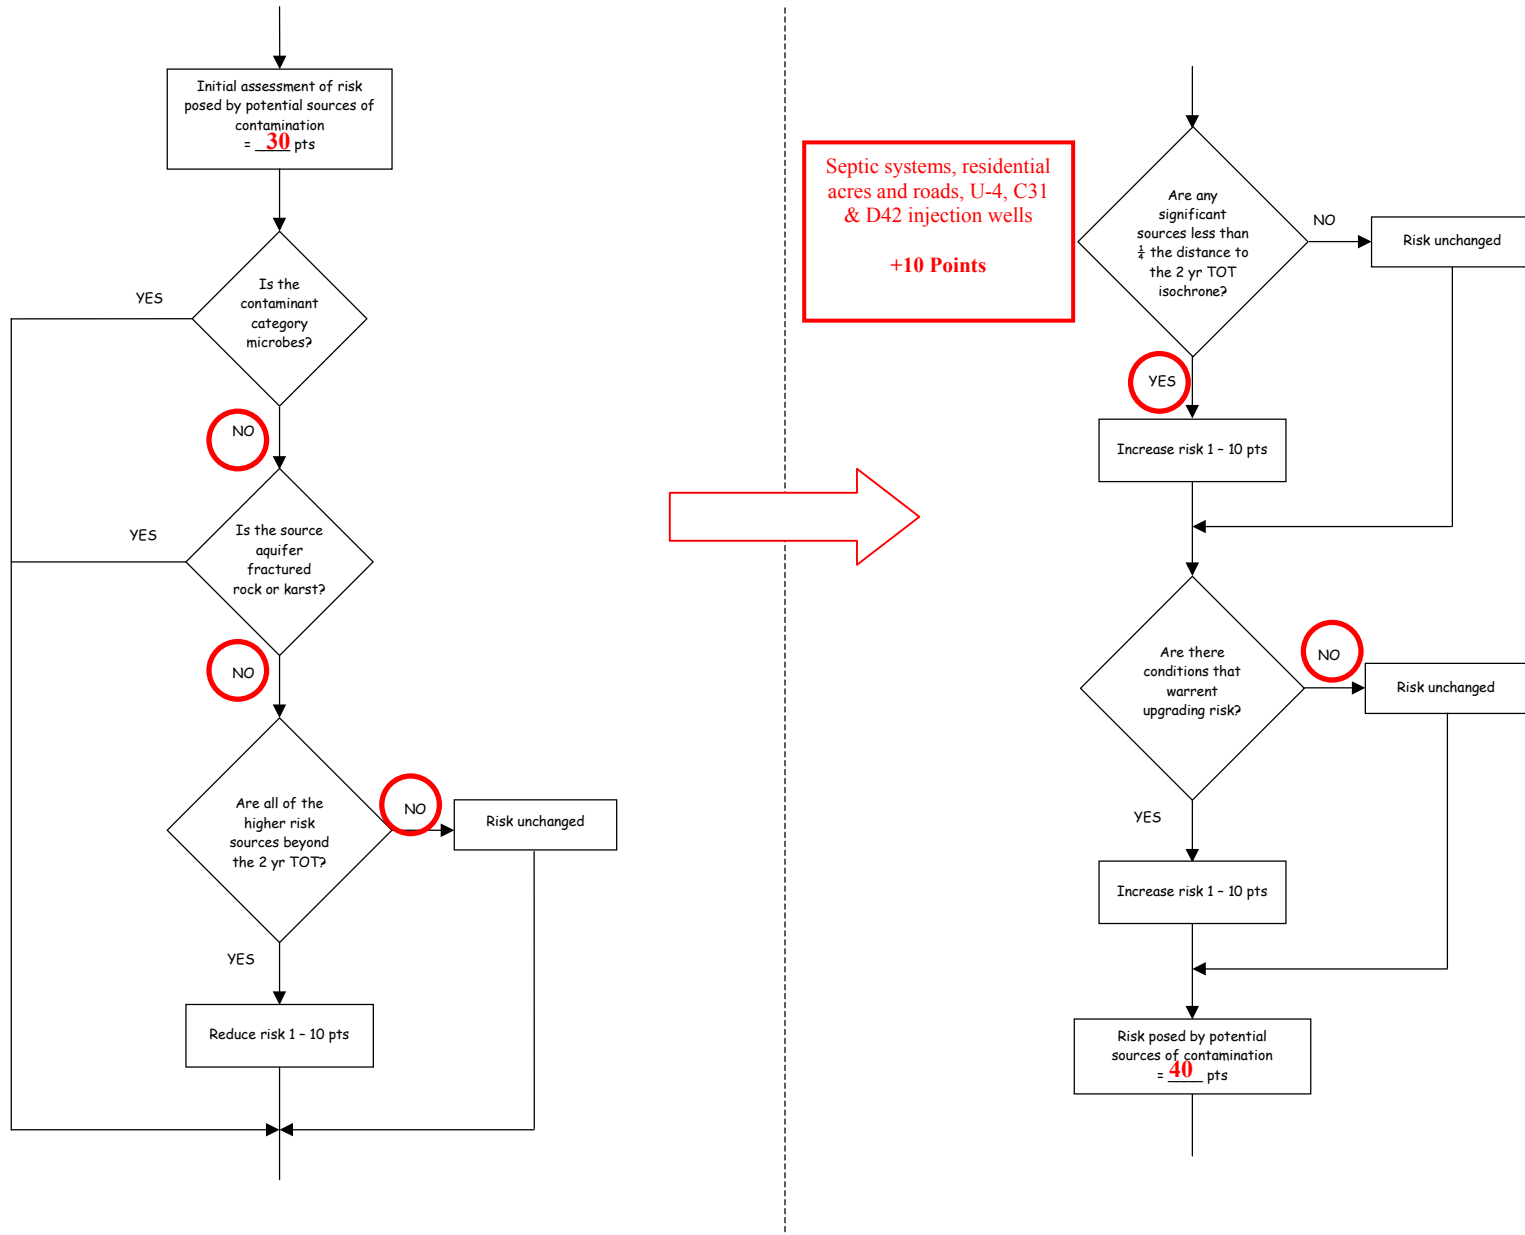 Initial assessment of risk
posed by potential sources of
contamination
= 30 pts
Is the
contaminant
category
microbes?
YES
NO
Is the source
aquifer
fractured
rock or karst?
YES
NO
Are all of the
higher risk
sources beyond
the 2 yr TOT?
NO
Risk unchanged
YES
Reduce risk 1 – 10 pts
Septic systems, residential
acres and roads, U-4, C31
& D42 injection wells
+10 Points
Are any
significant
sources less than
¼ the distance to
the 2 yr TOT
isochrone?
NO
Risk unchanged
YES
Increase risk 1 – 10 pts
Are there
conditions that
warrent
upgrading risk?
NO
Risk unchanged
YES
Increase risk 1 – 10 pts
Risk posed by potential
sources of contamination
= 40 pts